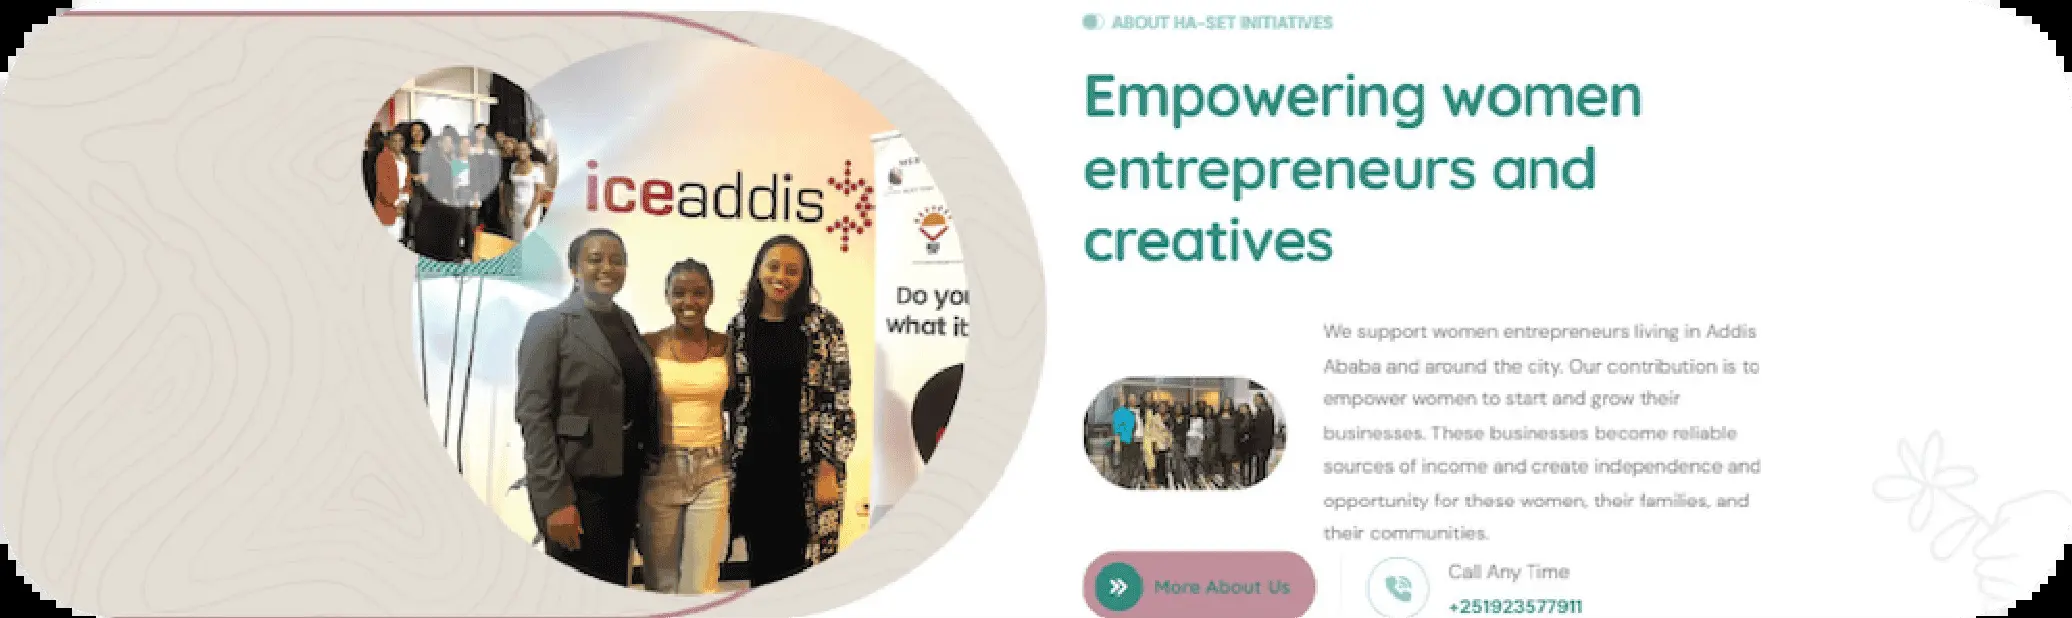 ABOUT HA-SET INITIATIVES
Empowering women
entrepreneurs and
creatives
iceaddis
Do you
what it
We support women entrepreneurs living in Addis
Ababa and around the city. Our contribution is to
empower women to start and grow their
businesses. These businesses become reliable
sources of income and create independence and
opportunity for these women, their families, and
their communities.
More About Us
Call Any Time
+251923577911